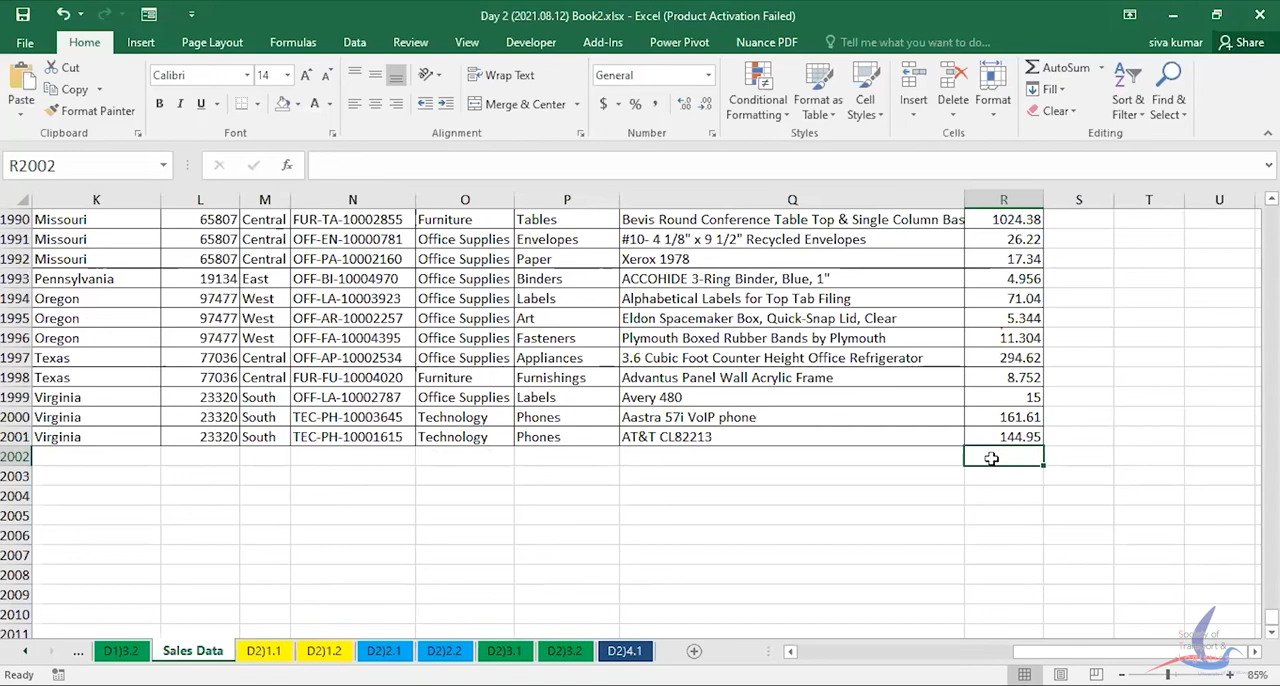 Day 2 (2021.08.12) Book2.xlsx - Excel (Product Activation Failed)
File Home Insert Page Layout Formulas Data Review View Developer Add-Ins Power Pivot Nuance PDF Tell me what you want to do... siva kumar Share
Paste Cut Copy Format Painter Clipboard
Calibri 14 B I U A A A Font
Wrap Text Merge & Center Alignment
General $ % , Number
Conditional Formatting Format as Table Cell Styles Styles
Insert Delete Format Cells
AutoSum Fill Clear Sort & Filter Find & Select Editing
R2002 fx
K L M N O P Q R S T U
1990 Missouri 65807 Central FUR-TA-10002855 Furniture Tables Bevis Round Conference Table Top & Single Column Bas 1024.38
1991 Missouri 65807 Central OFF-EN-10000781 Office Supplies Envelopes #10- 4 1/8" x 9 1/2" Recycled Envelopes 26.22
1992 Missouri 65807 Central OFF-PA-10002160 Office Supplies Paper Xerox 1978 17.34
1993 Pennsylvania 19134 East OFF-BI-10004970 Office Supplies Binders ACCOHIDE 3-Ring Binder, Blue, 1" 4.956
1994 Oregon 97477 West OFF-LA-10003923 Office Supplies Labels Alphabetical Labels for Top Tab Filing 71.04
1995 Oregon 97477 West OFF-AR-10002257 Office Supplies Art Eldon Spacemaker Box, Quick-Snap Lid, Clear 5.344
1996 Oregon 97477 West OFF-FA-10004395 Office Supplies Fasteners Plymouth Boxed Rubber Bands by Plymouth 11.304
1997 Texas 77036 Central OFF-AP-10002534 Office Supplies Appliances 3.6 Cubic Foot Counter Height Office Refrigerator 294.62
1998 Texas 77036 Central FUR-FU-10004020 Furniture Furnishings Advantus Panel Wall Acrylic Frame 8.752
1999 Virginia 23320 South OFF-LA-10002787 Office Supplies Labels Avery 480 15
2000 Virginia 23320 South TEC-PH-10003645 Technology Phones Aastra 57i VoIP phone 161.61
2001 Virginia 23320 South TEC-PH-10001615 Technology Phones AT&T CL82213 144.95
2002
2003
2004
2005
2006
2007
2008
2009
2010
2011
... D1)3.2 Sales Data D2)1.1 D2)1.2 D2)2.1 D2)2.2 D2)3.1 D2)3.2 D2)4.1
Society of
Transport &
Ready 85%